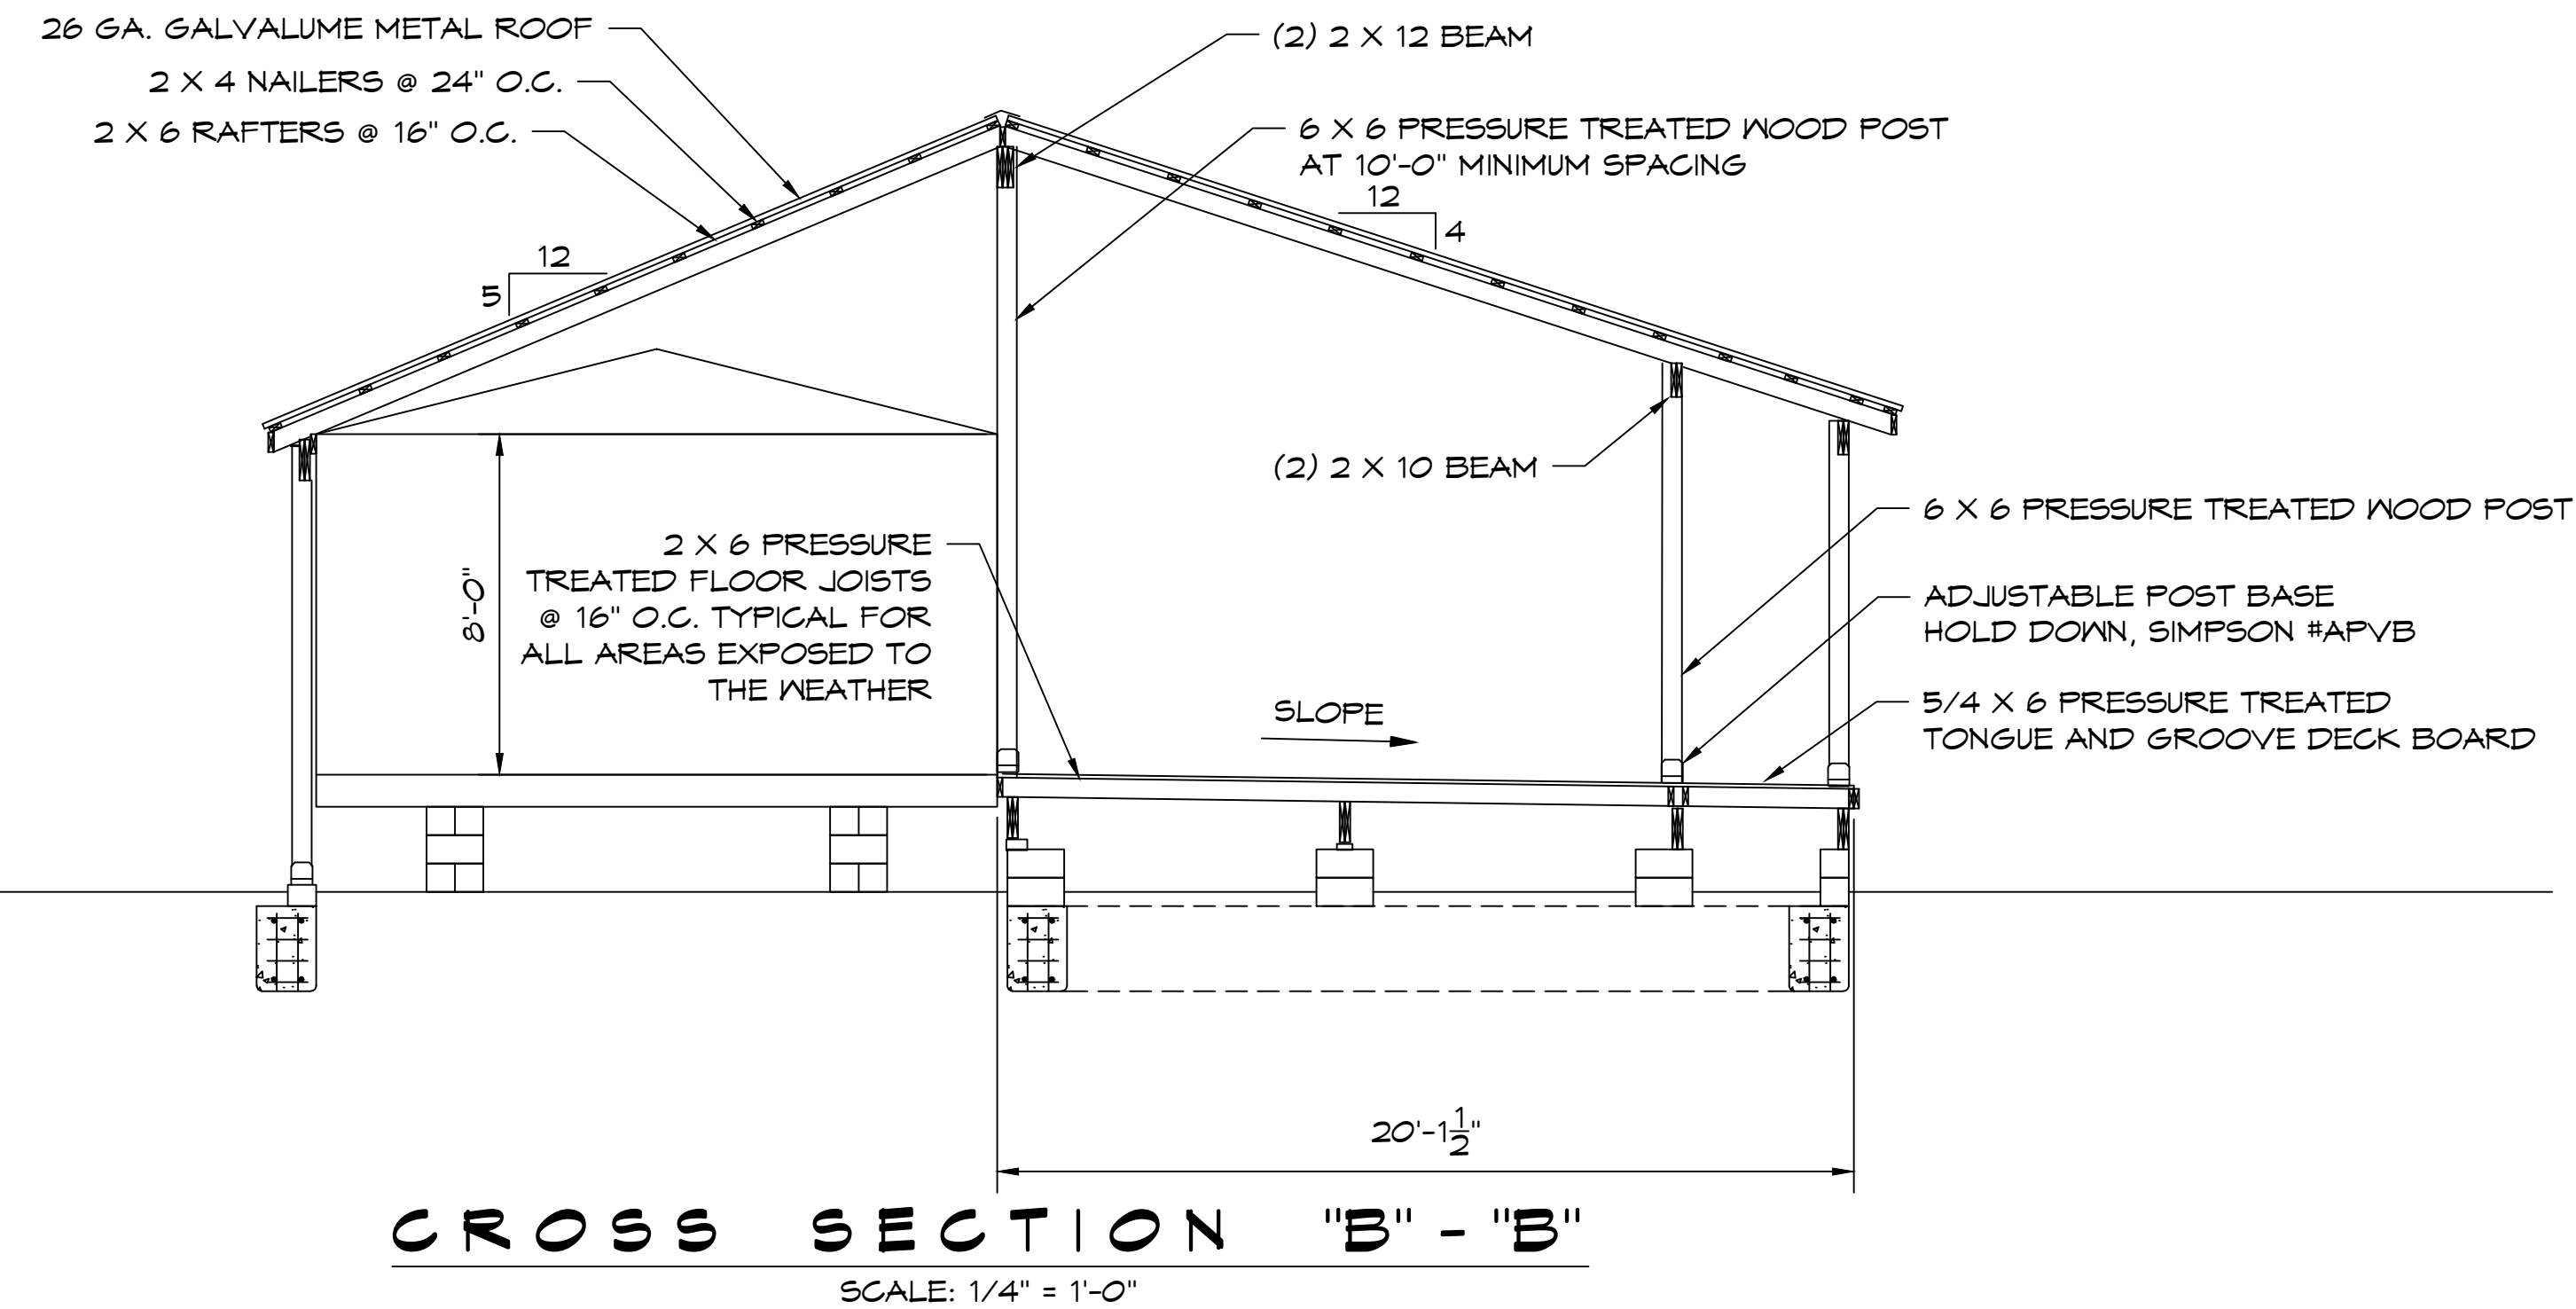 26 GA. GALVALUME METAL ROOF
2 X 4 NAILERS @ 24" O.C.
2 X 6 RAFTERS @ 16" O.C.
(2) 2 X 12 BEAM
6 X 6 PRESSURE TREATED WOOD POST
AT 10'-0" MINIMUM SPACING
12
4
12
5
(2) 2 X 10 BEAM
6 X 6 PRESSURE TREATED WOOD POST
2 X 6 PRESSURE
TREATED FLOOR JOISTS
@ 16" O.C. TYPICAL FOR
ALL AREAS EXPOSED TO
THE WEATHER
8'-0"
ADJUSTABLE POST BASE
HOLD DOWN, SIMPSON #APVB
5/4 X 6 PRESSURE TREATED
TONGUE AND GROOVE DECK BOARD
SLOPE
20'-1 1/2"
CROSS SECTION "B" - "B"
SCALE: 1/4" = 1'-0"